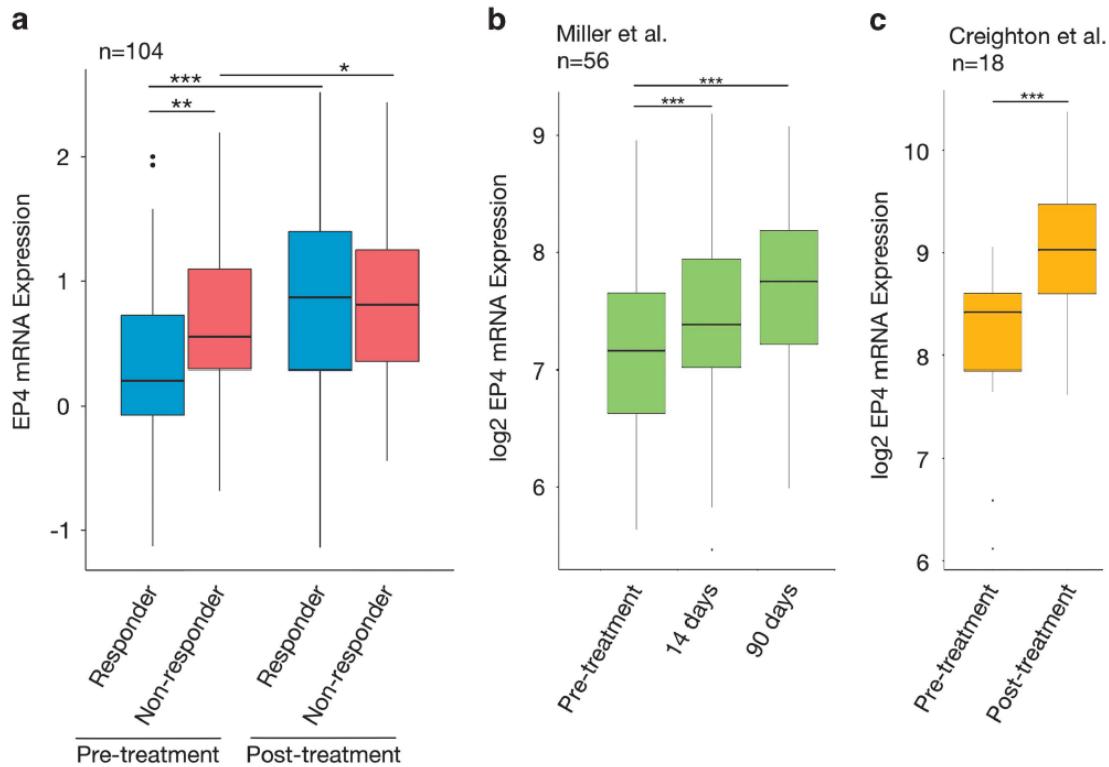 a
n=104
***
*
**
EP4 mRNA Expression
2
1
0
-1
Responder
Non-responder
Responder
Non-responder
Pre-treatment
Post-treatment
b
Miller et al.
n=56
***
***
log2 EP4 mRNA Expression
9
8
7
6
Pre-treatment
14 days
90 days
c
Creighton et al.
n=18
***
log2 EP4 mRNA Expression
10
9
8
7
6
Pre-treatment
Post-treatment